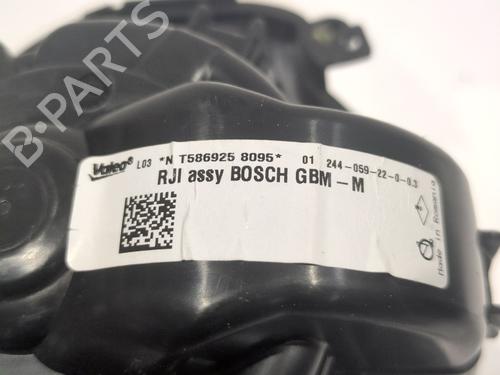 Valeo® L03 *N T586925 8095* 01 244-059-22-0-0.3
RJI assy BOSCH GBM-M
Made in Romania
B-PARTS